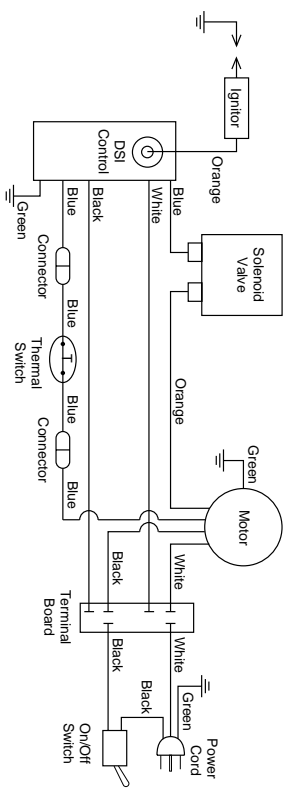 Ignitor
Orange
DSI
Control
Blue
White
Black
Blue
Green
Connector
Blue
Thermal
Switch
T
Blue
Connector
Blue
Solenoid
Valve
Orange
Green
Motor
White
Black
Terminal
Board
White
Black
Black
Green
Power
Cord
On/Off
Switch